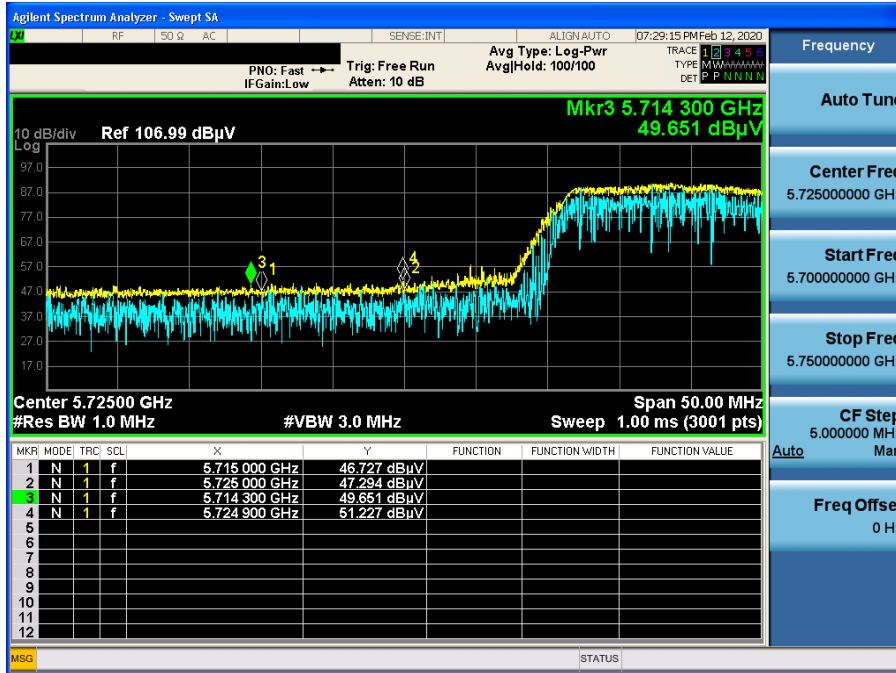 Agilent Spectrum Analyzer - Swept SA
LXI RF 50 Ω AC SENSE:INT ALIGN AUTO 07:29:15 PM Feb 12, 2020
PNO: Fast Trig: Free Run Avg Type: Log-Pwr TRACE 1 2 3 4 5 6
IFGain:Low Atten: 10 dB Avg|Hold: 100/100 TYPE MWWWWW
DET P P N N N N
Frequency
Mkr3 5.714 300 GHz
49.651 dBµV
10 dB/div Ref 106.99 dBµV
Log
97.0
87.0
77.0
67.0
57.0
47.0
37.0
27.0
17.0
3 1
4
2
Center 5.72500 GHz Span 50.00 MHz
#Res BW 1.0 MHz #VBW 3.0 MHz Sweep 1.00 ms (3001 pts)
MKR MODE TRC SCL X Y FUNCTION FUNCTION WIDTH FUNCTION VALUE
1 N 1 f 5.715 000 GHz 46.727 dBµV
2 N 1 f 5.725 000 GHz 47.294 dBµV
3 N 1 f 5.714 300 GHz 49.651 dBµV
4 N 1 f 5.724 900 GHz 51.227 dBµV
5
6
7
8
9
10
11
12
MSG STATUS
Auto Tun
Center Fre
5.725000000 GH
Start Fre
5.700000000 GH
Stop Fre
5.750000000 GH
CF Step
5.000000 MH
Auto Ma
Freq Offse
0 H